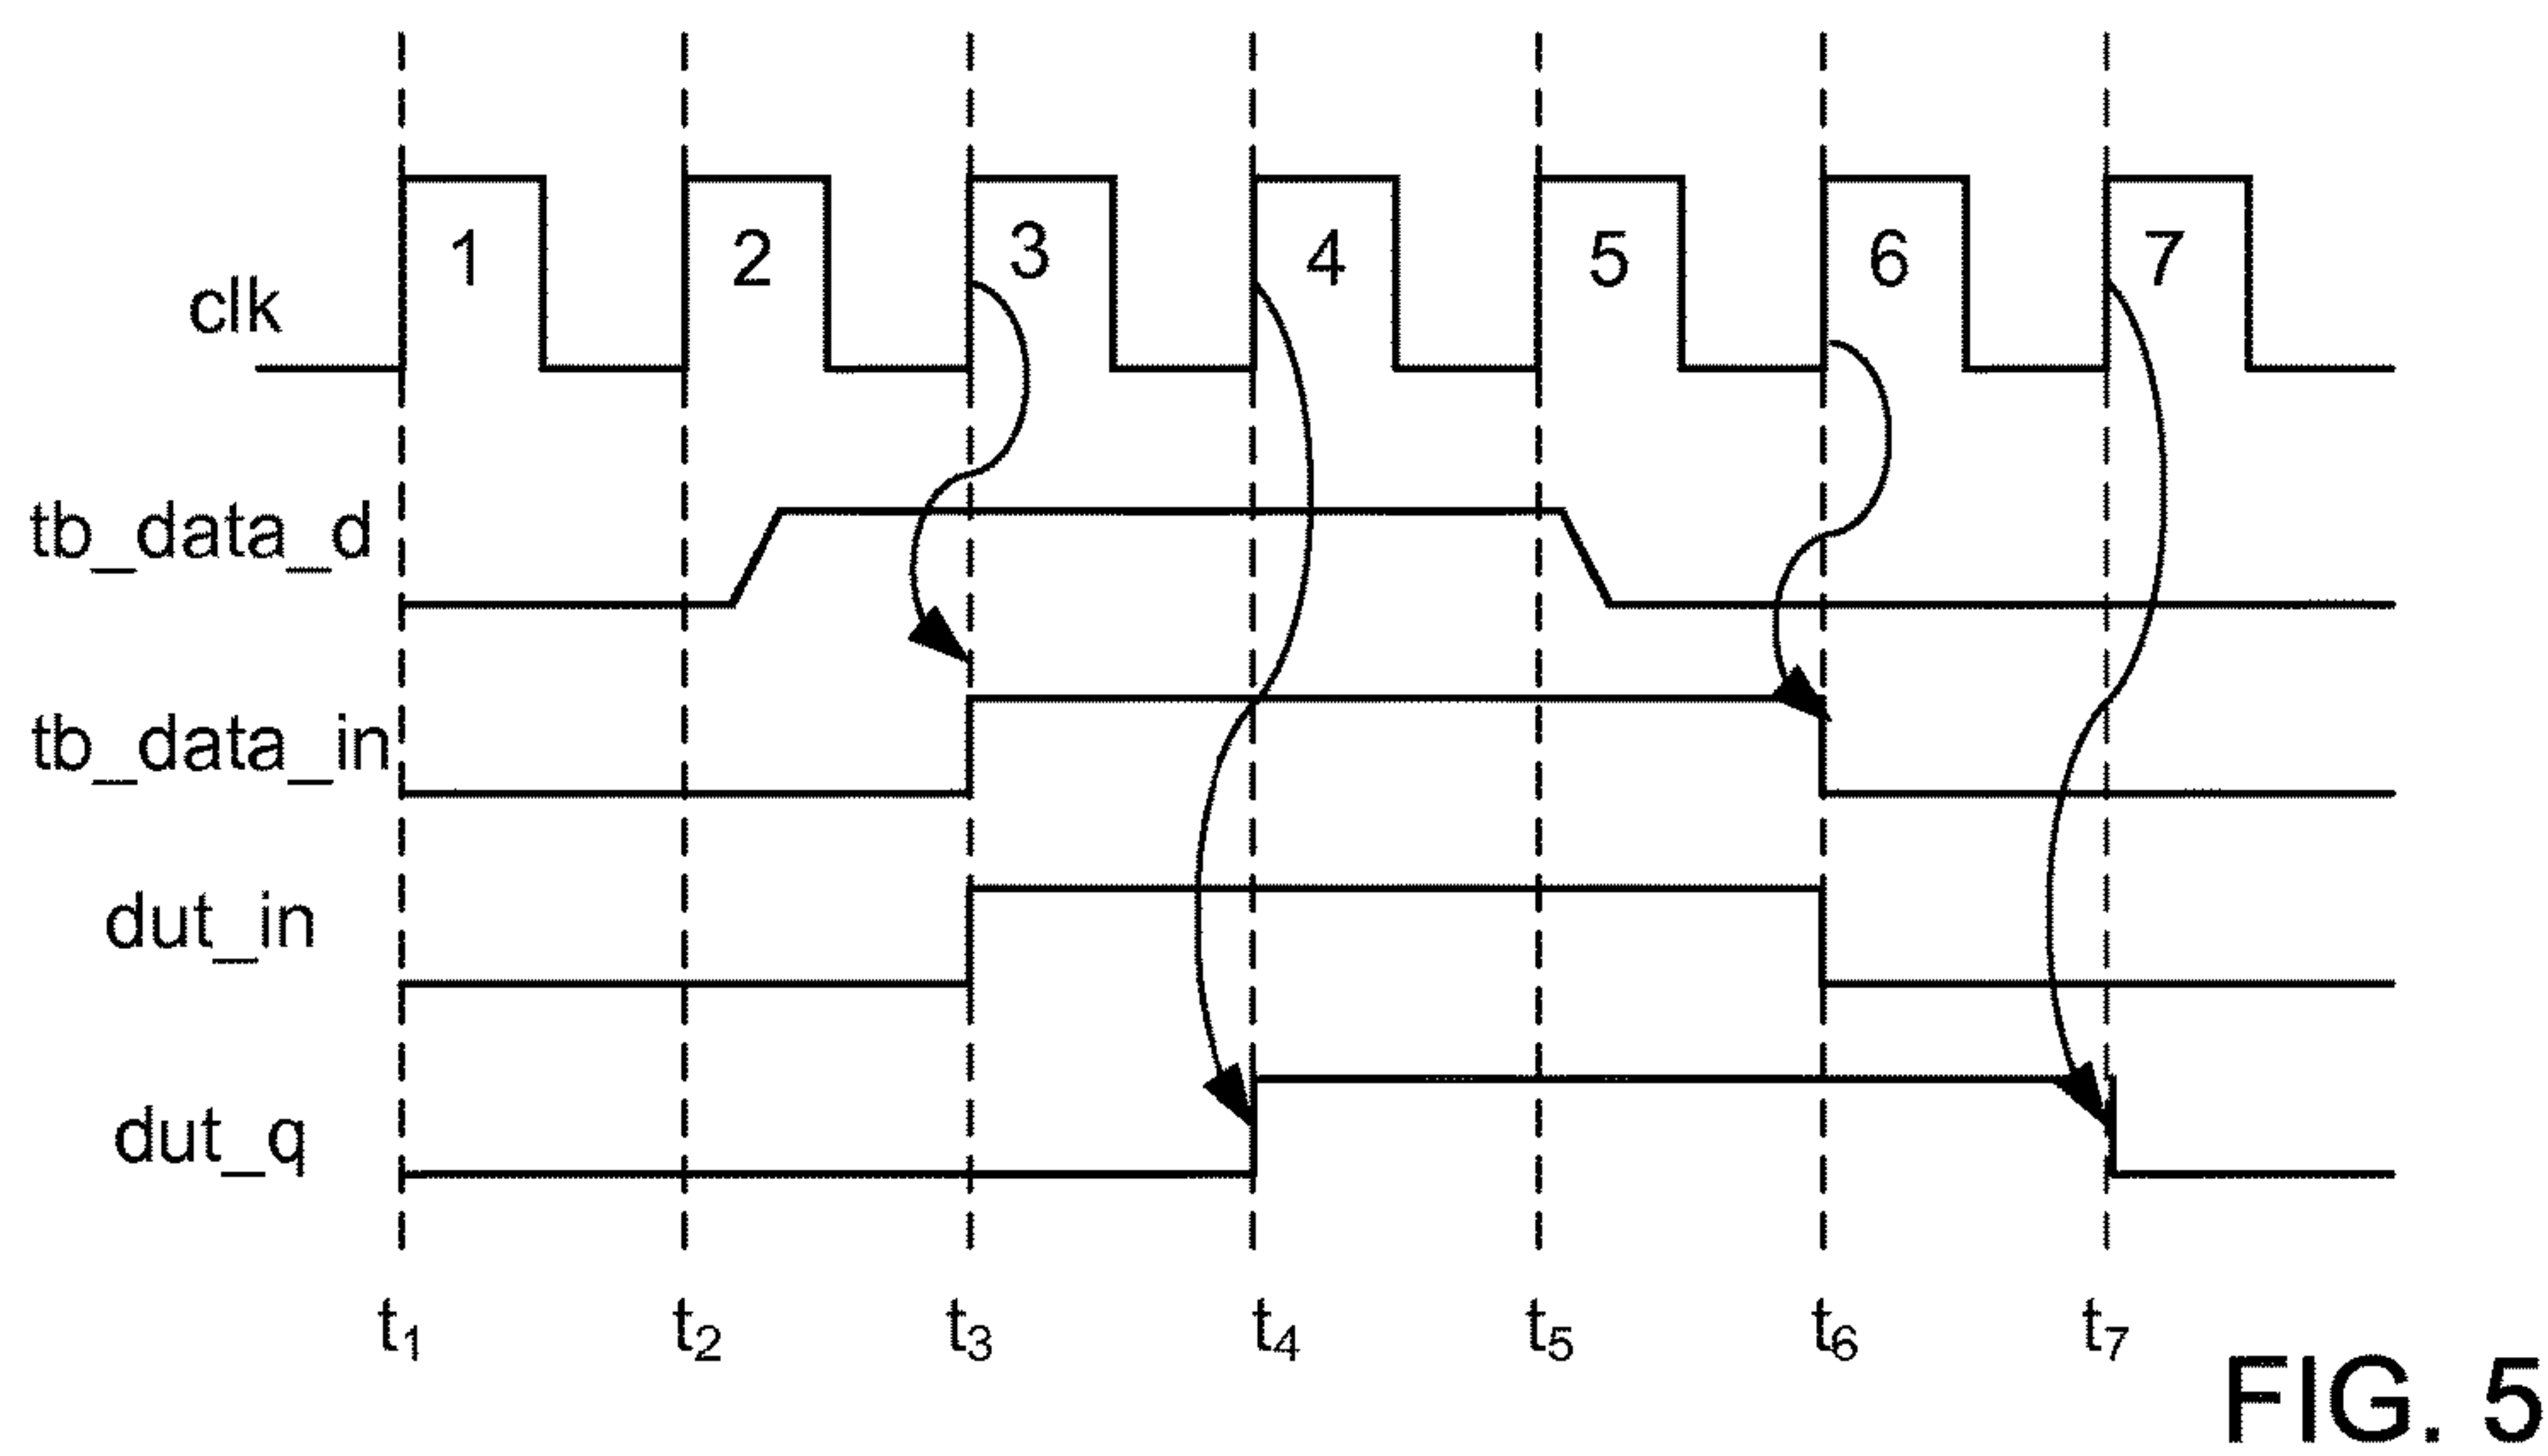 1 2 3 4 5 6 7
clk
tb_data_d
tb_data_in
dut_in
dut_q
t1 t2 t3 t4 t5 t6 t7
FIG. 5